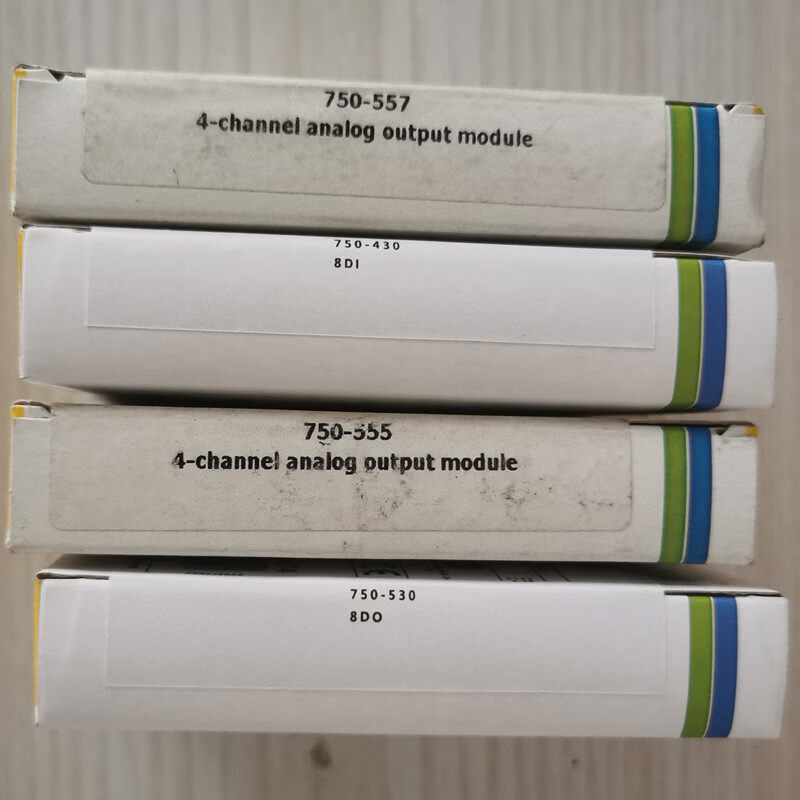 750-557
4-channel analog output module
750-430
8DI
750-555
4-channel analog output module
750-530
8DO